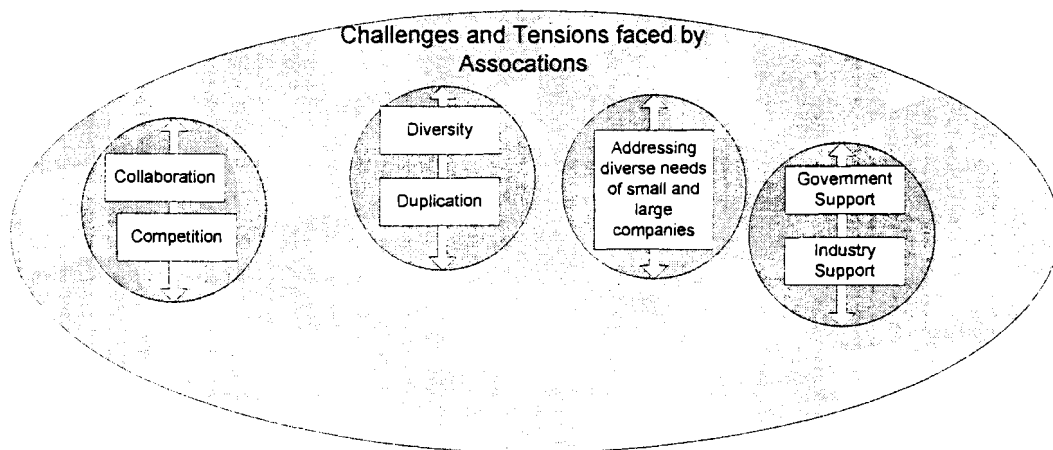 Challenges and Tensions faced by
Assocations
Collaboration
Competition
Diversity
Duplication
Addressing
diverse needs
of small and
large
companies
Government
Support
Industry
Support